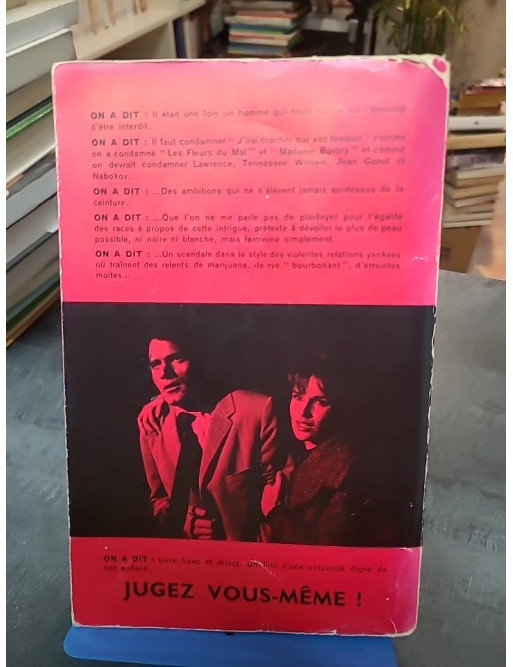 ON A DIT : Il était une fois un homme qui
d'être interdit.
ON A DIT : Il faut condamner " J'irai cracher sur vos tombes " comme
on a condamné " Les Fleurs du Mal " et " Madame Bovary " et comme
on devrait condamner Lawrence, Tennessee William, Jean Genet et
Nabokov.
ON A DIT : ...Des ambitions qui ne s'élèvent jamais au-dessus de la
ceinture.
ON A DIT : ...Que l'on ne me parle pas de plaidoyer pour l'égalité
des races à propos de cette intrigue, prétexte à dévoiler le plus de peau
possible, ni noire ni blanche, mais féminine simplement.
ON A DIT : ...Un scandale dans le style des violentes relations yankees
où traînent des relents de marijuana, de rye " bourbonant ", d'étreintes
moites...
ON A DIT : Livre franc et direct. Un film d'une virtuosité digne de
son audace...
JUGEZ VOUS-MÊME !